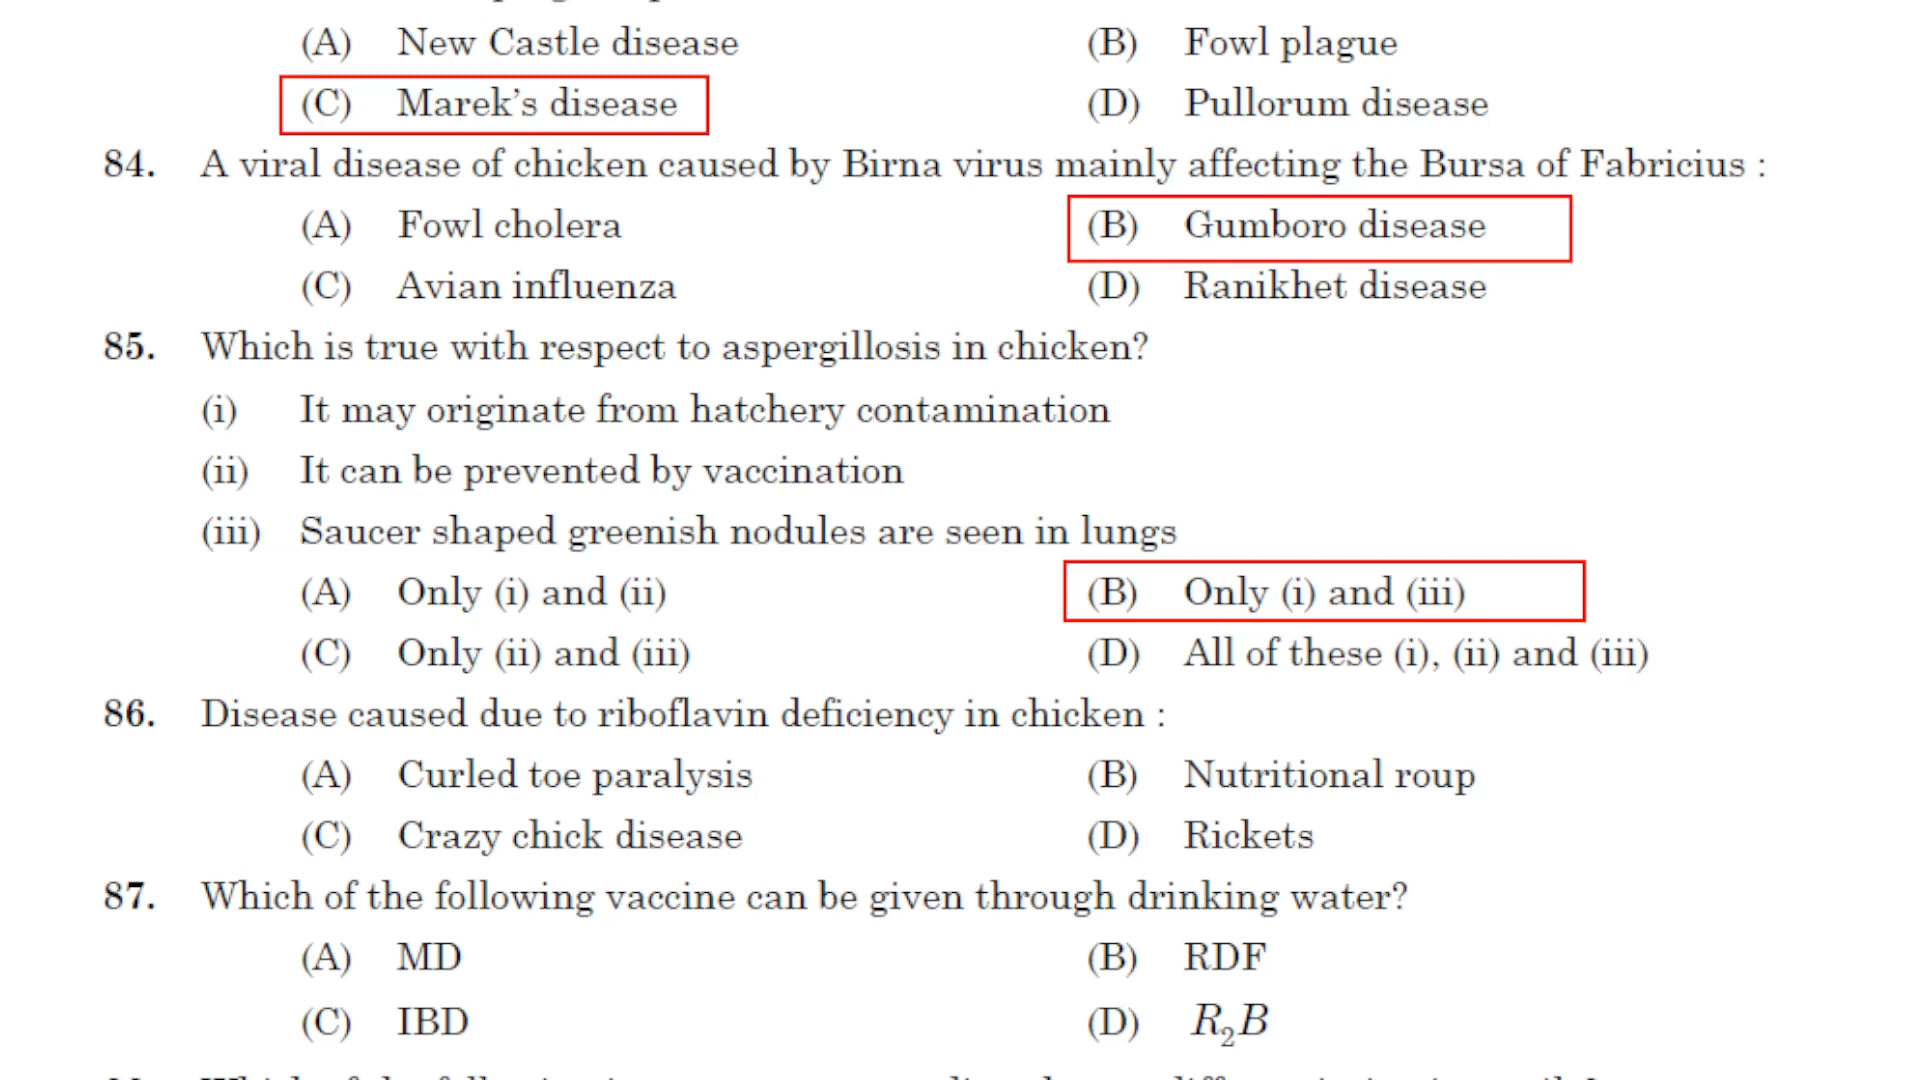 (A) New Castle disease (B) Fowl plague
(C) Marek’s disease (D) Pullorum disease
84. A viral disease of chicken caused by Birna virus mainly affecting the Bursa of Fabricius :
(A) Fowl cholera (B) Gumboro disease
(C) Avian influenza (D) Ranikhet disease
85. Which is true with respect to aspergillosis in chicken?
(i) It may originate from hatchery contamination
(ii) It can be prevented by vaccination
(iii) Saucer shaped greenish nodules are seen in lungs
(A) Only (i) and (ii) (B) Only (i) and (iii)
(C) Only (ii) and (iii) (D) All of these (i), (ii) and (iii)
86. Disease caused due to riboflavin deficiency in chicken :
(A) Curled toe paralysis (B) Nutritional roup
(C) Crazy chick disease (D) Rickets
87. Which of the following vaccine can be given through drinking water?
(A) MD (B) RDF
(C) IBD (D) R₂B